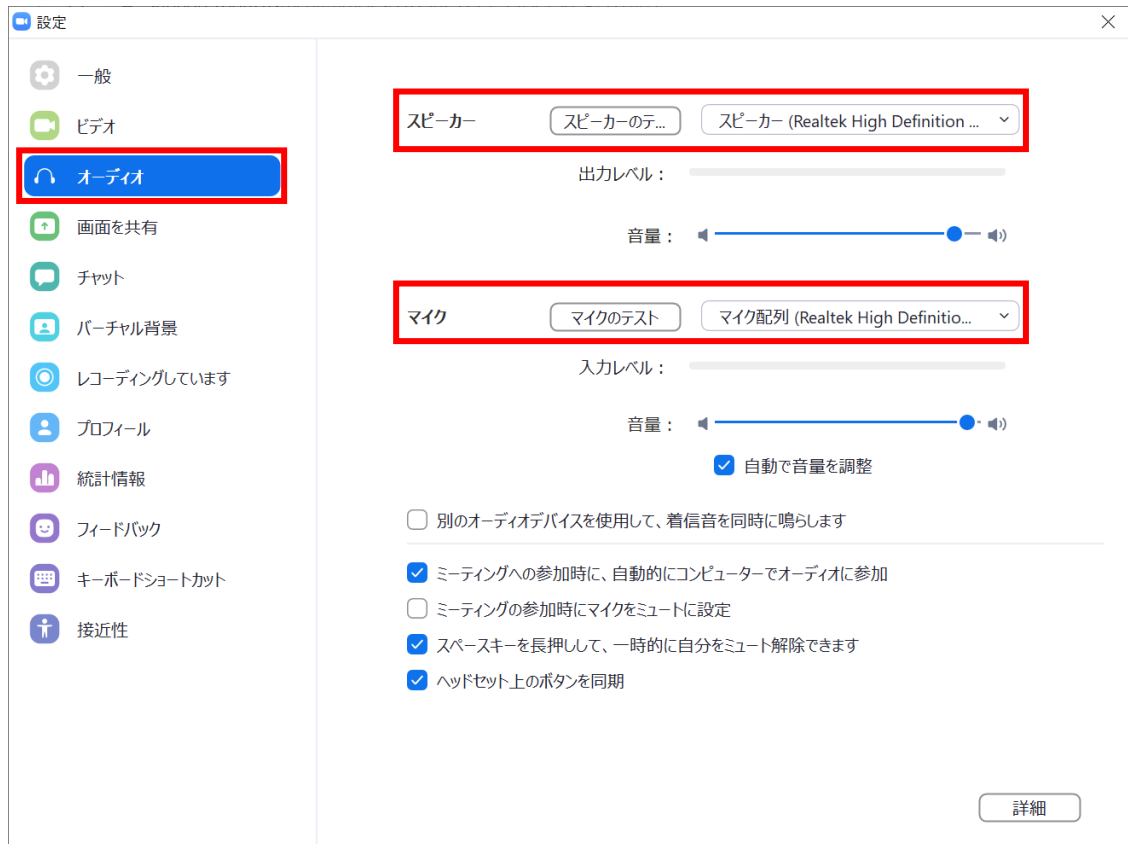 設定
一般
ビデオ
オーディオ
画面を共有
チャット
バーチャル背景
レコーディングしています
プロフィール
統計情報
フィードバック
キーボードショートカット
接近性
スピーカー スピーカーのテ... スピーカー (Realtek High Definition ...
出力レベル：
音量：
マイク マイクのテスト マイク配列 (Realtek High Definitio...
入力レベル：
音量：
自動で音量を調整
別のオーディオデバイスを使用して、着信音を同時に鳴らします
ミーティングへの参加時に、自動的にコンピューターでオーディオに参加
ミーティングの参加時にマイクをミュートに設定
スペースキーを長押しして、一時的に自分をミュート解除できます
ヘッドセット上のボタンを同期
詳細